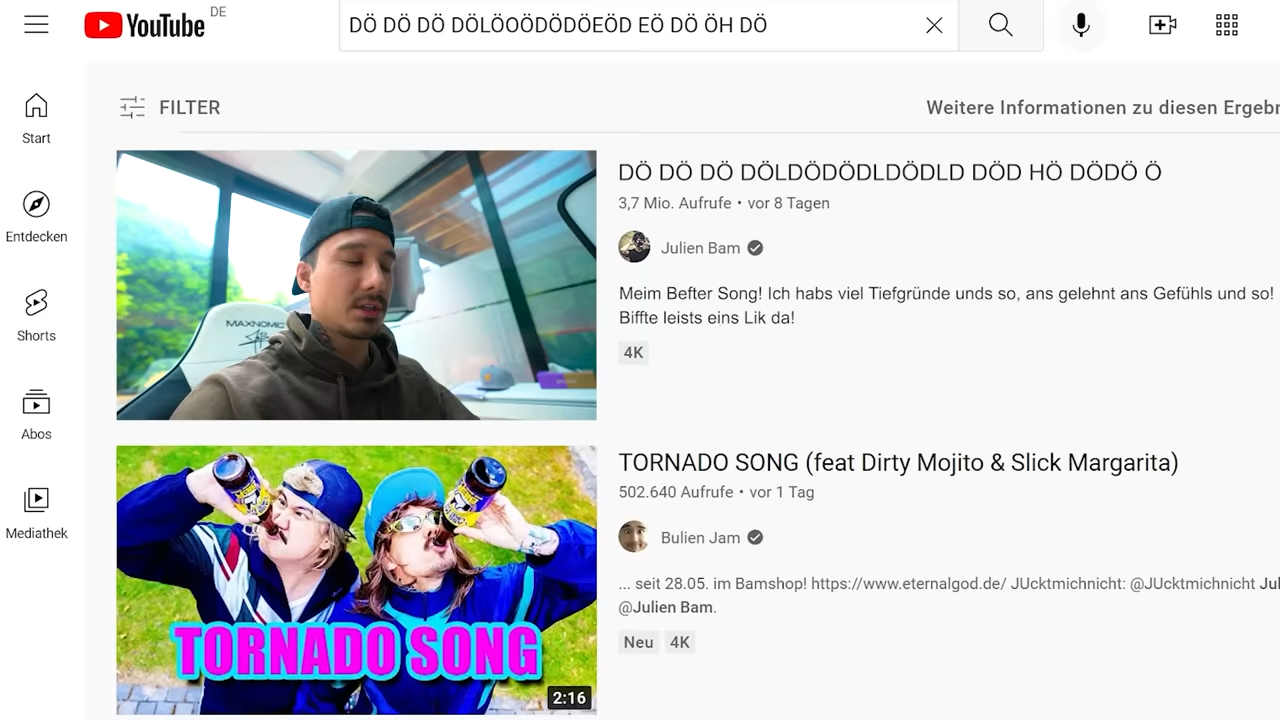 YouTube DE
DÖ DÖ DÖ DÖLÖOÖDÖDÖEÖD EÖ DÖ ÖH DÖ
FILTER
Weitere Informationen zu diesen Ergebn
Start
Entdecken
Shorts
Abos
Mediathek
MAXNOMIC
DÖ DÖ DÖ DÖLDÖDÖDLDÖDLD DÖD HÖ DÖDÖ Ö
3,7 Mio. Aufrufe • vor 8 Tagen
Julien Bam
Meim Befter Song! Ich habs viel Tiefgründe unds so, ans gelehnt ans Gefühls und so!
Biffte leists eins Lik da!
4K
TORNADO SONG
2:16
TORNADO SONG (feat Dirty Mojito & Slick Margarita)
502.640 Aufrufe • vor 1 Tag
Bulien Jam
... seit 28.05. im Bamshop! https://www.eternalgod.de/ JUcktmichnicht: @JUcktmichnicht Jul
@Julien Bam.
Neu 4K